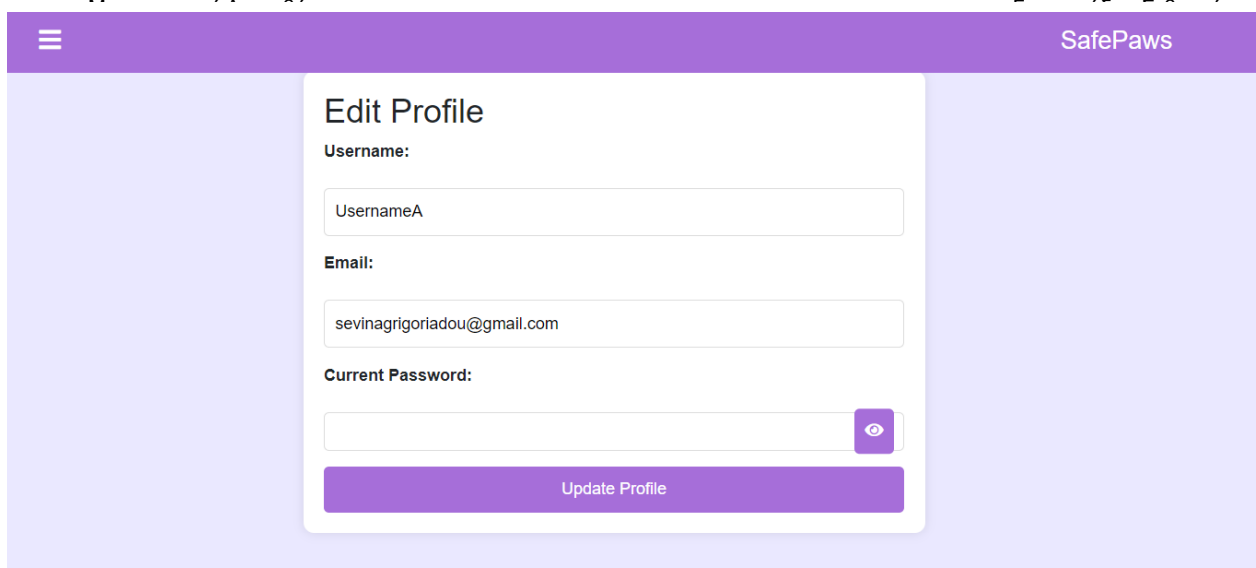 SafePaws
Edit Profile
Username:
UsernameA
Email:
sevinagrigoriadou@gmail.com
Current Password:
Update Profile